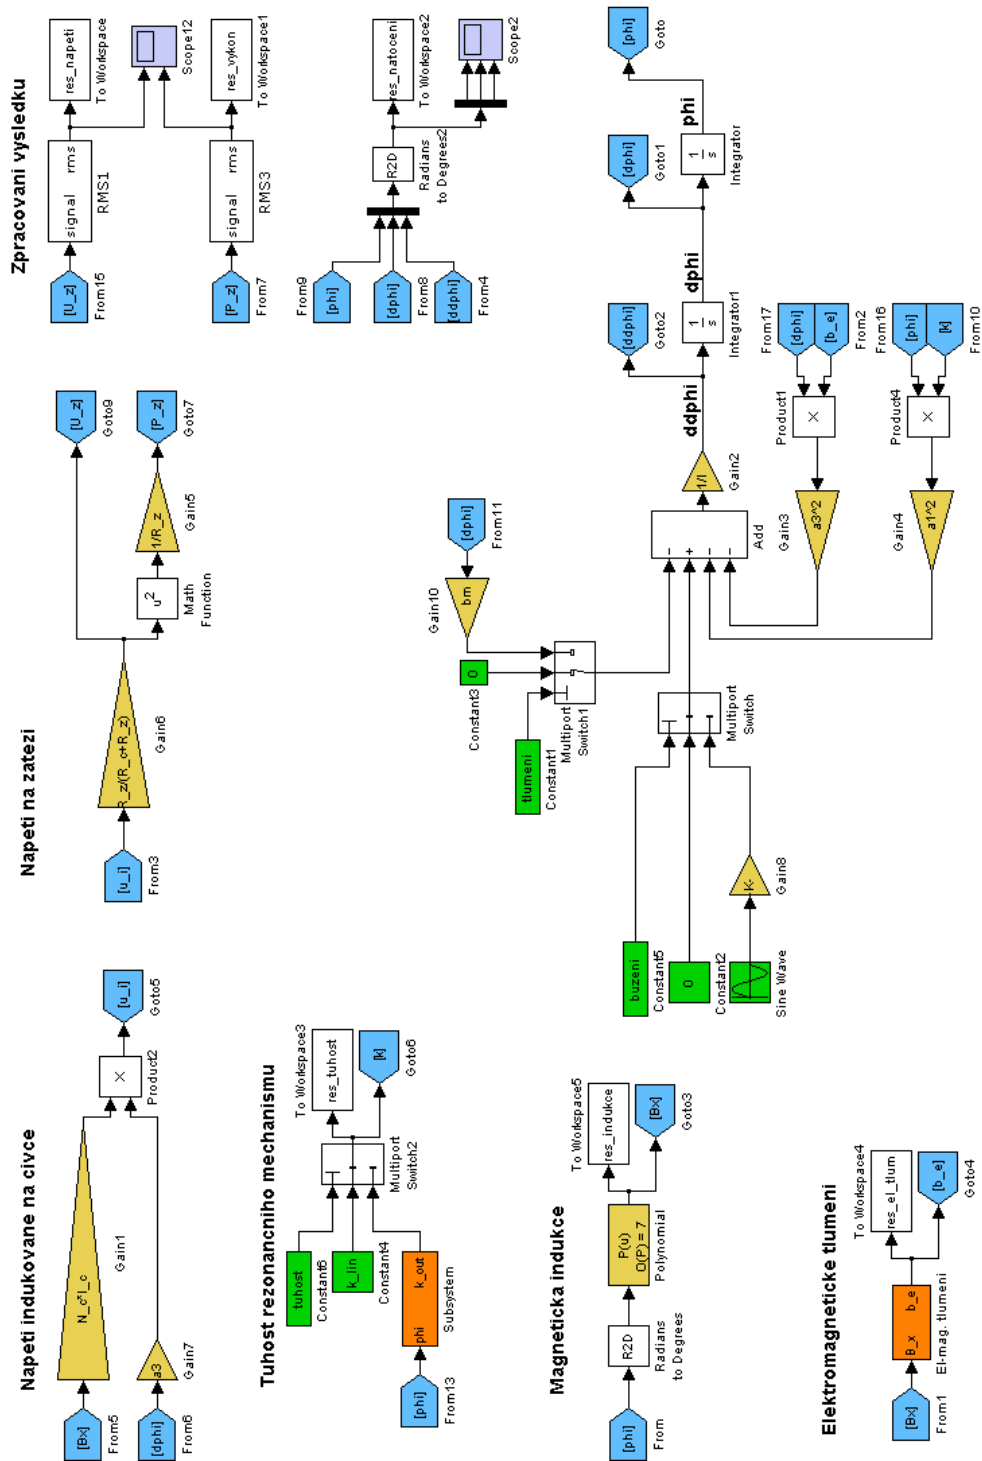 Napeti indukovane na civce
[Bx]
From5
N_c*l_c
Gain1
[dphi]
From6
a3
Gain7
×
Product2
[u_i]
Goto5
Napeti na zatezi
[u_i]
From3
R_z/(R_c+R_z)
Gain6
u²
Math
Function
1/R_z
Gain5
[U_z]
Goto9
[P_z]
Goto7
Zpracovani vysledku
[U_z]
From15
signal rms
RMS1
res_napeti
To Workspace
Scope12
[P_z]
From7
signal rms
RMS3
res_vykon
To Workspace1
From9
[phi]
[dphi]
From8
[ddphi]
From4
R2D
Radians
to Degrees2
res_natoceni
To Workspace2
Scope2
Tuhost rezonancniho mechanismu
tuhost
Constant6
k_lin
Constant4
[phi]
From13
phi k_out
Subsystem
Multiport
Switch2
To Workspace3
res_tuhost
[k]
Goto6
Magneticka indukce
[phi]
From
R2D
Radians
to Degrees
P(u)
O(P) = 7
Polynomial
To Workspace5
res_indukce
[Bx]
Goto3
Elektromagneticke tlumeni
[Bx]
From1
B_x b_e
El-mag. tlumeni
To Workspace4
res_el_tlum
[b_e]
Goto4
[dphi]
From11
Gain10
bm
0
Constant3
tlumeni
Constant1
Multiport
Switch1
buzeni
Constant5
0
Constant2
Sine Wave
-K-
Gain8
Multiport
Switch
−
+
−
−
Add
1/I
Gain2
ddphi
[ddphi]
Goto2
1
s
Integrator1
dphi
[dphi]
Goto1
1
s
Integrator
phi
[phi]
Goto
From17
[dphi]
[b_e]
From2
Product1
×
Gain3
a3^2
From16
[phi]
[k]
From10
Product4
×
Gain4
a1^2